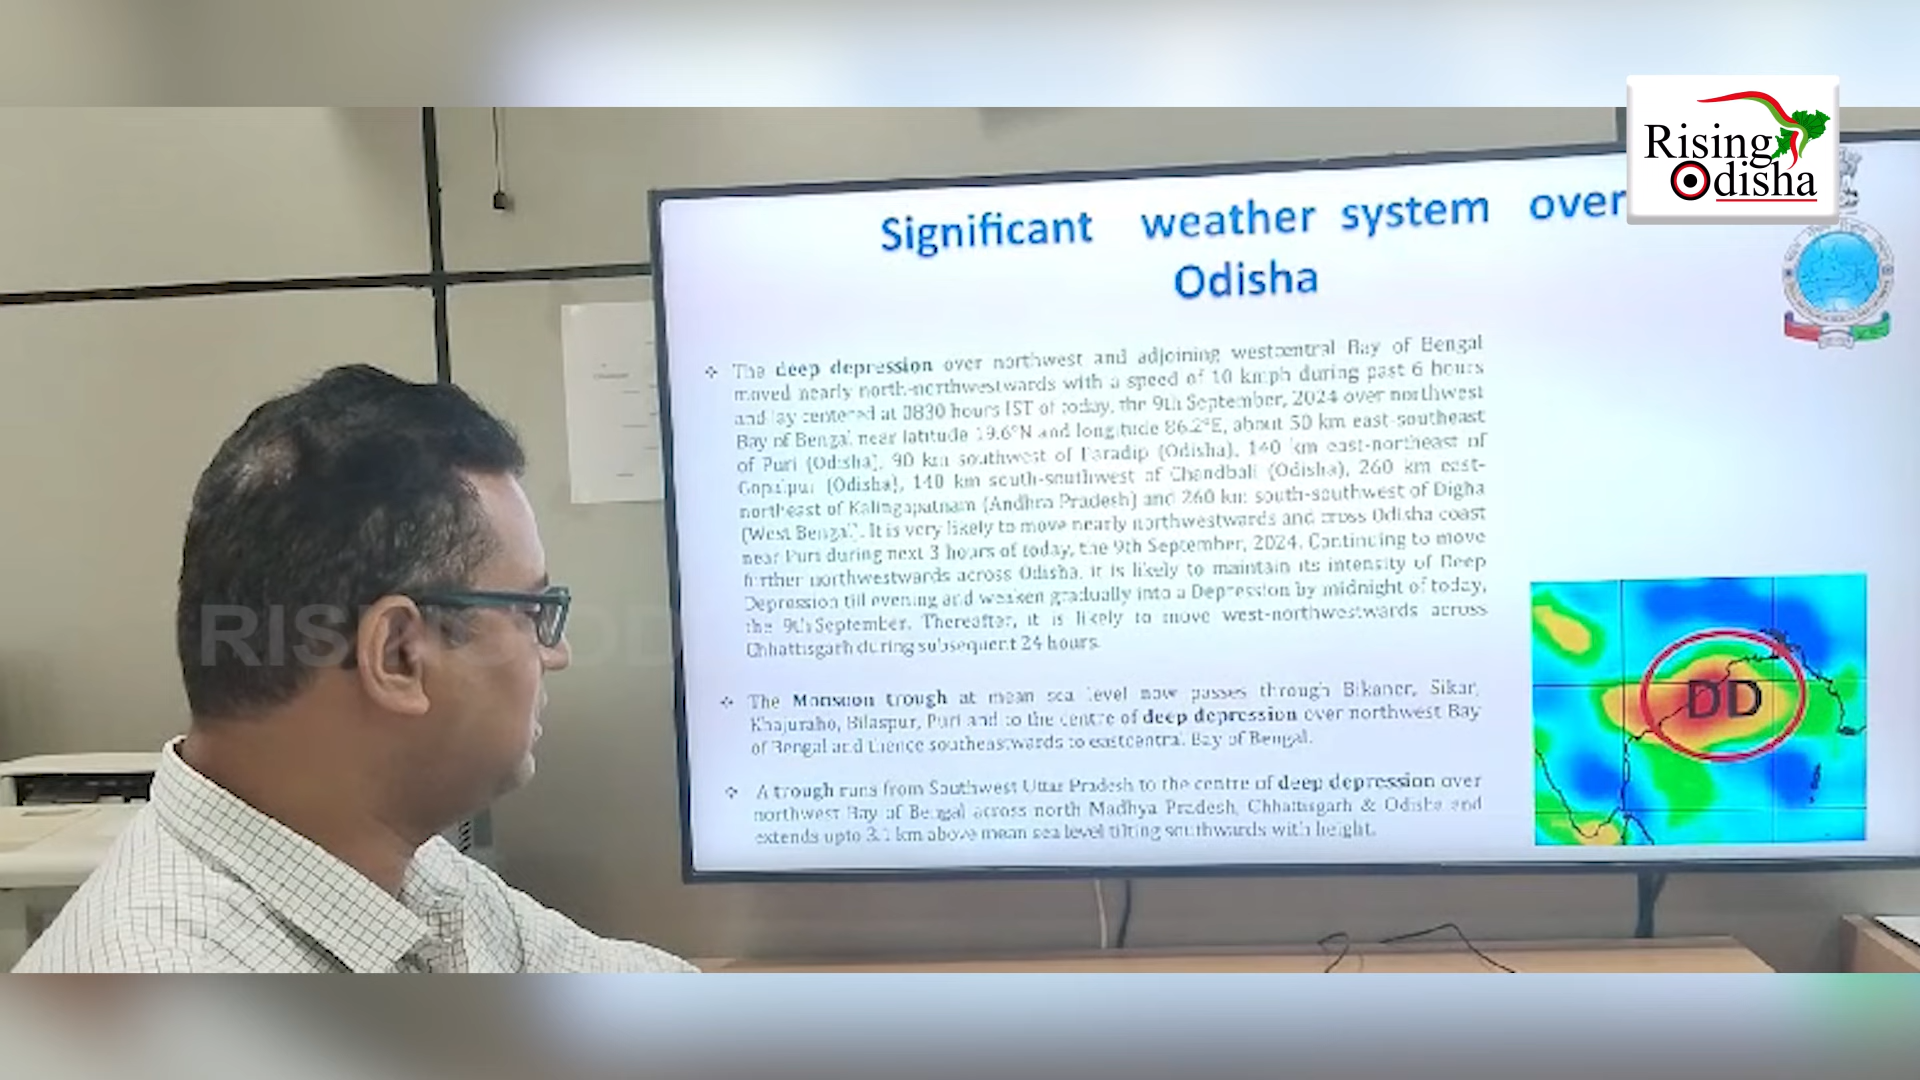 Rising
Odisha
Significant weather system over
Odisha
❖ The deep depression over northwest and adjoining westcentral Bay of Bengal
moved nearly north-northwestwards with a speed of 10 kmph during past 6 hours
and lay centered at 0830 hours IST of today, the 9th September, 2024 over northwest
Bay of Bengal near latitude 19.6°N and longitude 86.2°E, about 50 km east-southeast
of Puri (Odisha), 90 km southwest of Paradip (Odisha), 140 km east-northeast of
Gopalpur (Odisha), 140 km south-southwest of Chandbali (Odisha), 260 km east-
northeast of Kalingapatnam (Andhra Pradesh) and 260 km south-southwest of Digha
(West Bengal). It is very likely to move nearly northwestwards and cross Odisha coast
near Puri during next 3 hours of today, the 9th September, 2024. Continuing to move
further northwestwards across Odisha, it is likely to maintain its intensity of Deep
Depression till evening and weaken gradually into a Depression by midnight of today,
the 9th September. Thereafter, it is likely to move west-northwestwards across
Chhattisgarh during subsequent 24 hours.
❖ The Monsoon trough at mean sea level now passes through Bikaner, Sikar,
Khajuraho, Bilaspur, Puri and to the centre of deep depression over northwest Bay
of Bengal and thence southeastwards to eastcentral Bay of Bengal.
❖ A trough runs from Southwest Uttar Pradesh to the centre of deep depression over
northwest Bay of Bengal across north Madhya Pradesh, Chhattisgarh & Odisha and
extends upto 3.1 km above mean sea level tilting southwards with height.
DD
RISING OD